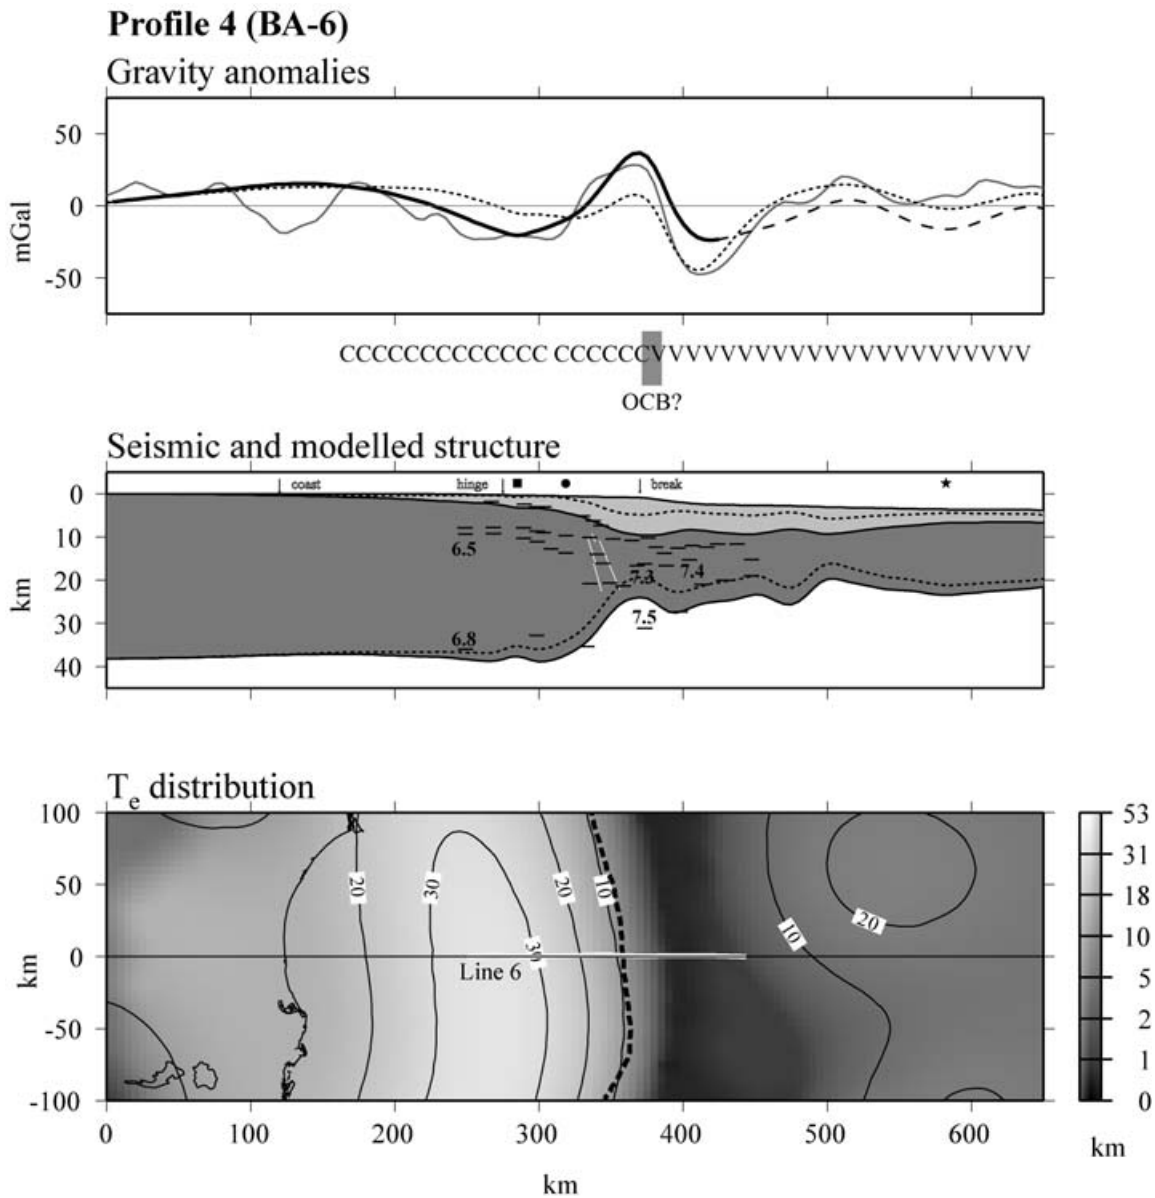 Profile 4 (BA-6)
Gravity anomalies
50
0
-50
mGal
CCCCCCCCCCCCC CCCCCCVVVVVVVVVVVVVVVVVVVVVV
OCB?
Seismic and modelled structure
coast hinge break
0
10
20
30
40
km
6.5 7.3 7.4
7.5
6.8
Te distribution
100
50
0
-50
-100
km
20 30 20 10 10 20
30
Line 6
0 100 200 300 400 500 600
km
53
31
18
10
5
2
1
0
km